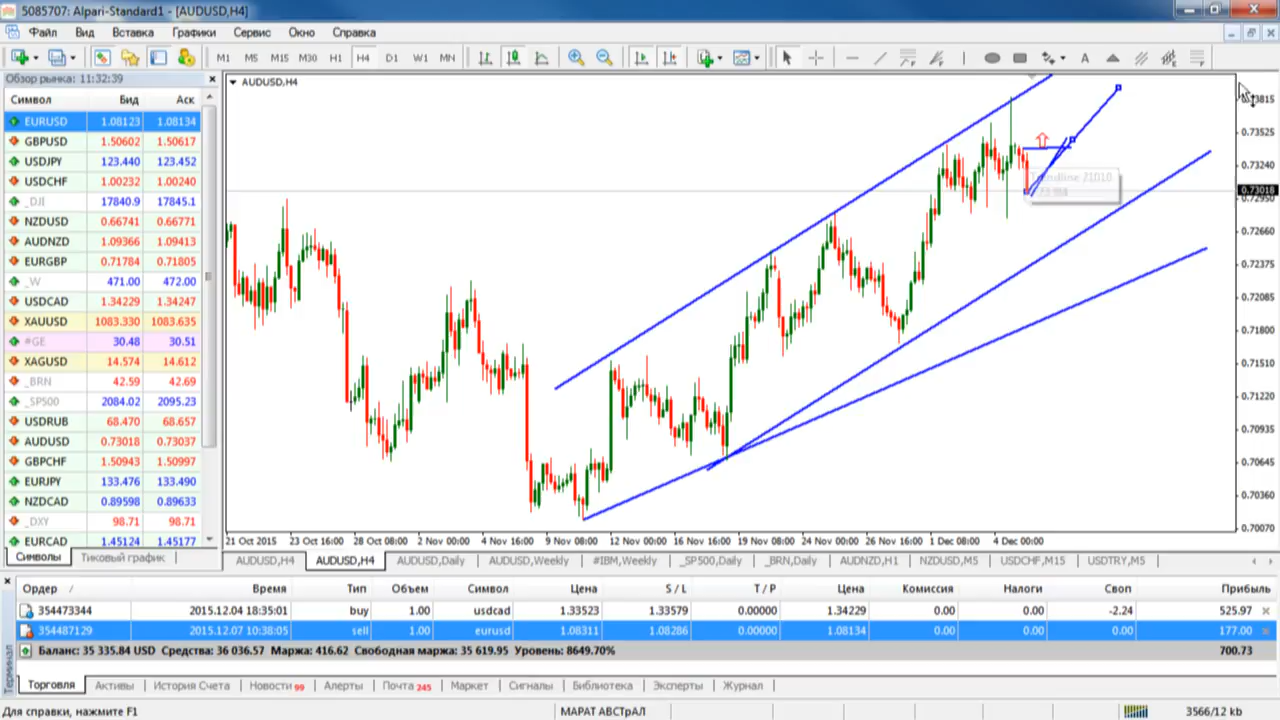 5085707: Alpari-Standard1 - [AUDUSD,H4]
Файл Вид Вставка Графики Сервис Окно Справка
M1 M5 M15 M30 H1 H4 D1 W1 MN A
Обзор рынка: 11:32:39
Символ Бид Аск
EURUSD 1.08123 1.08134
GBPUSD 1.50602 1.50617
USDJPY 123.440 123.452
USDCHF 1.00232 1.00240
_DJI 17840.9 17845.1
NZDUSD 0.66741 0.66771
AUDNZD 1.09366 1.09413
EURGBP 0.71784 0.71805
_W 471.00 472.00
USDCAD 1.34229 1.34247
XAUUSD 1083.330 1083.635
#GE 30.48 30.51
XAGUSD 14.574 14.612
_BRN 42.59 42.69
_SP500 2084.02 2095.23
USDRUB 68.470 68.657
AUDUSD 0.73018 0.73037
GBPCHF 1.50943 1.50997
EURJPY 133.476 133.490
NZDCAD 0.89598 0.89633
_DXY 98.71 98.71
EURCAD 1.45124 1.45177
Символы Тиковый график
AUDUSD,H4
Trendline 21010
3815
0.73525
0.73240
0.73018
0.72950
0.72660
0.72375
0.72085
0.71800
0.71510
0.71220
0.70935
0.70645
0.70360
0.70070
21 Oct 2015 23 Oct 16:00 28 Oct 08:00 2 Nov 00:00 4 Nov 16:00 9 Nov 08:00 12 Nov 00:00 16 Nov 16:00 19 Nov 08:00 24 Nov 00:00 26 Nov 16:00 1 Dec 08:00 4 Dec 00:00
AUDUSD,H4 AUDUSD,H4 AUDUSD,Daily AUDUSD,Weekly #IBM,Weekly _SP500,Daily _BRN,Daily AUDNZD,H1 NZDUSD,M5 USDCHF,M15 USDTRY,M5
Ордер / Время Тип Объем Символ Цена S / L T / P Цена Комиссия Налоги Своп Прибыль
354473344 2015.12.04 18:35:01 buy 1.00 usdcad 1.33523 1.33579 0.00000 1.34229 0.00 0.00 -2.24 525.97
354487129 2015.12.07 10:38:05 sell 1.00 eurusd 1.08311 1.08286 0.00000 1.08134 0.00 0.00 0.00 177.00
Баланс: 35 335.84 USD Средства: 36 036.57 Маржа: 416.62 Свободная маржа: 35 619.95 Уровень: 8649.70% 700.73
Терминал
Торговля Активы История Счета Новости 99 Алерты Почта 245 Маркет Сигналы Библиотека Эксперты Журнал
Для справки, нажмите F1 МАРАТ АВСТрАЛ 3566/12 kb